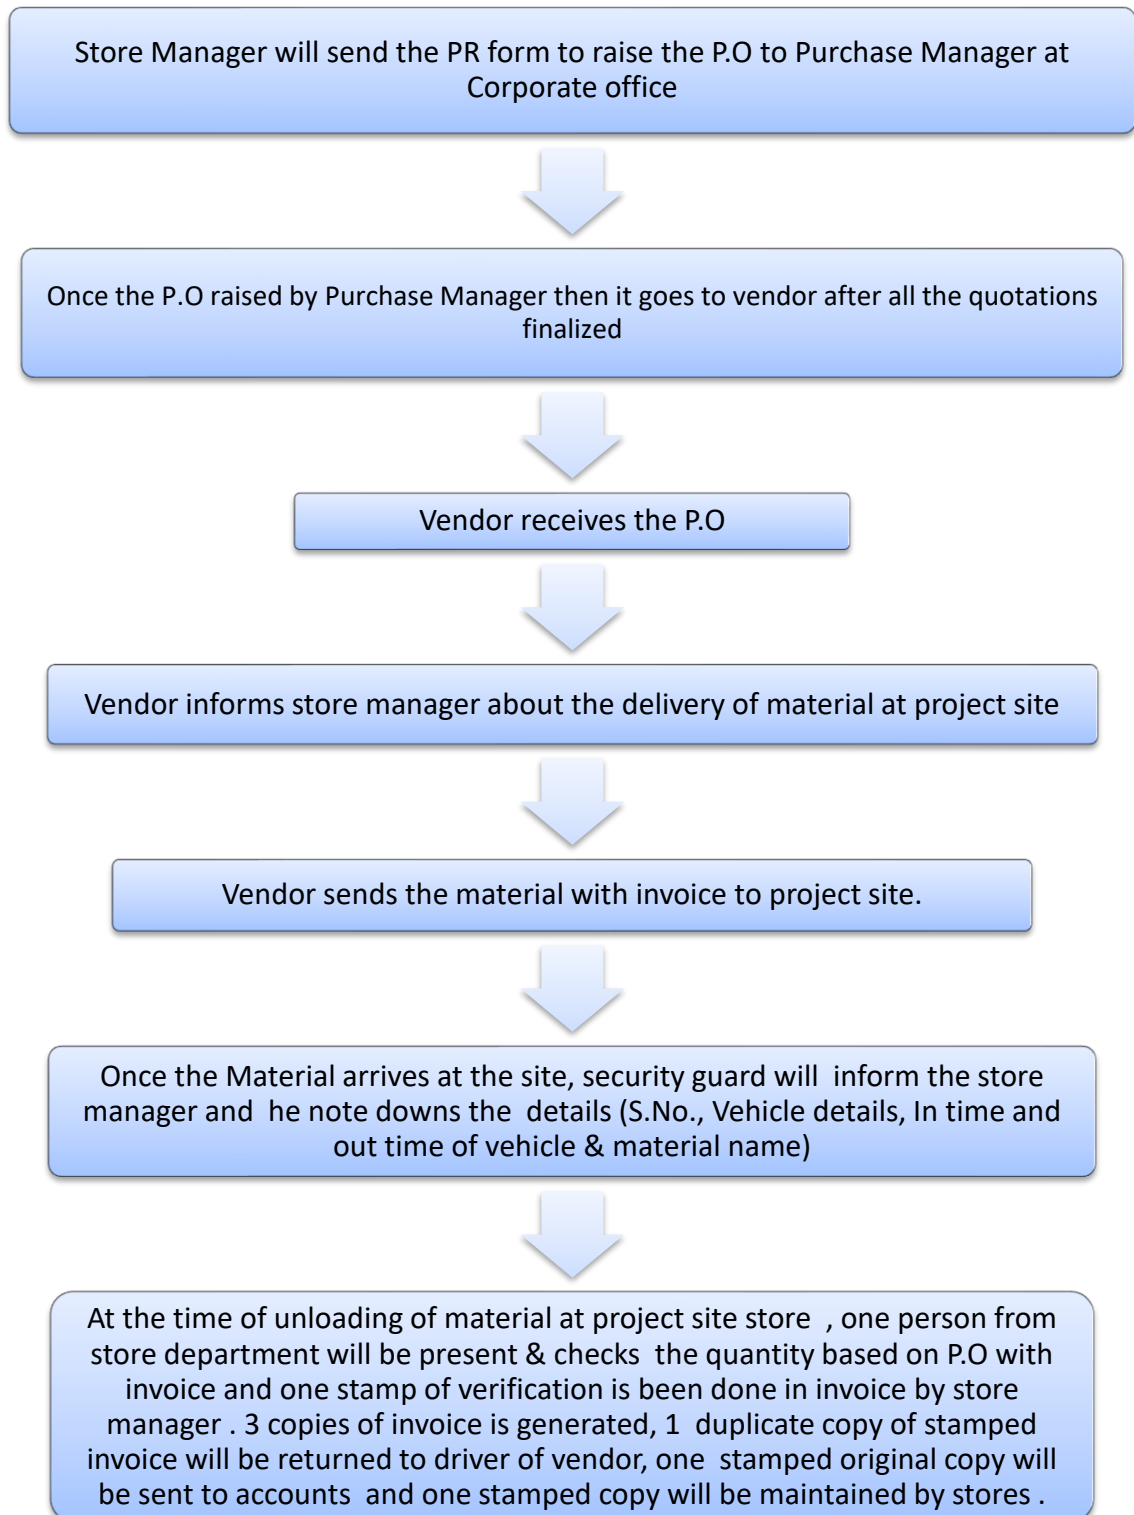 Store Manager will send the PR form to raise the P.O to Purchase Manager at
Corporate office
Once the P.O raised by Purchase Manager then it goes to vendor after all the quotations
finalized
Vendor receives the P.O
Vendor informs store manager about the delivery of material at project site
Vendor sends the material with invoice to project site.
Once the Material arrives at the site, security guard will inform the store
manager and he note downs the details (S.No., Vehicle details, In time and
out time of vehicle & material name)
At the time of unloading of material at project site store , one person from
store department will be present & checks the quantity based on P.O with
invoice and one stamp of verification is been done in invoice by store
manager . 3 copies of invoice is generated, 1 duplicate copy of stamped
invoice will be returned to driver of vendor, one stamped original copy will
be sent to accounts and one stamped copy will be maintained by stores .